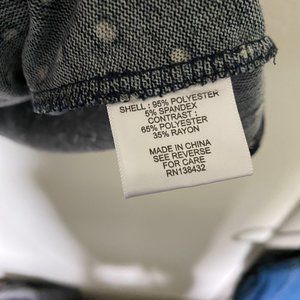 SHELL : 95% POLYESTER
5% SPANDEX
CONTRAST :
65% POLYESTER
35% RAYON
MADE IN CHINA
SEE REVERSE
FOR CARE
RN138432